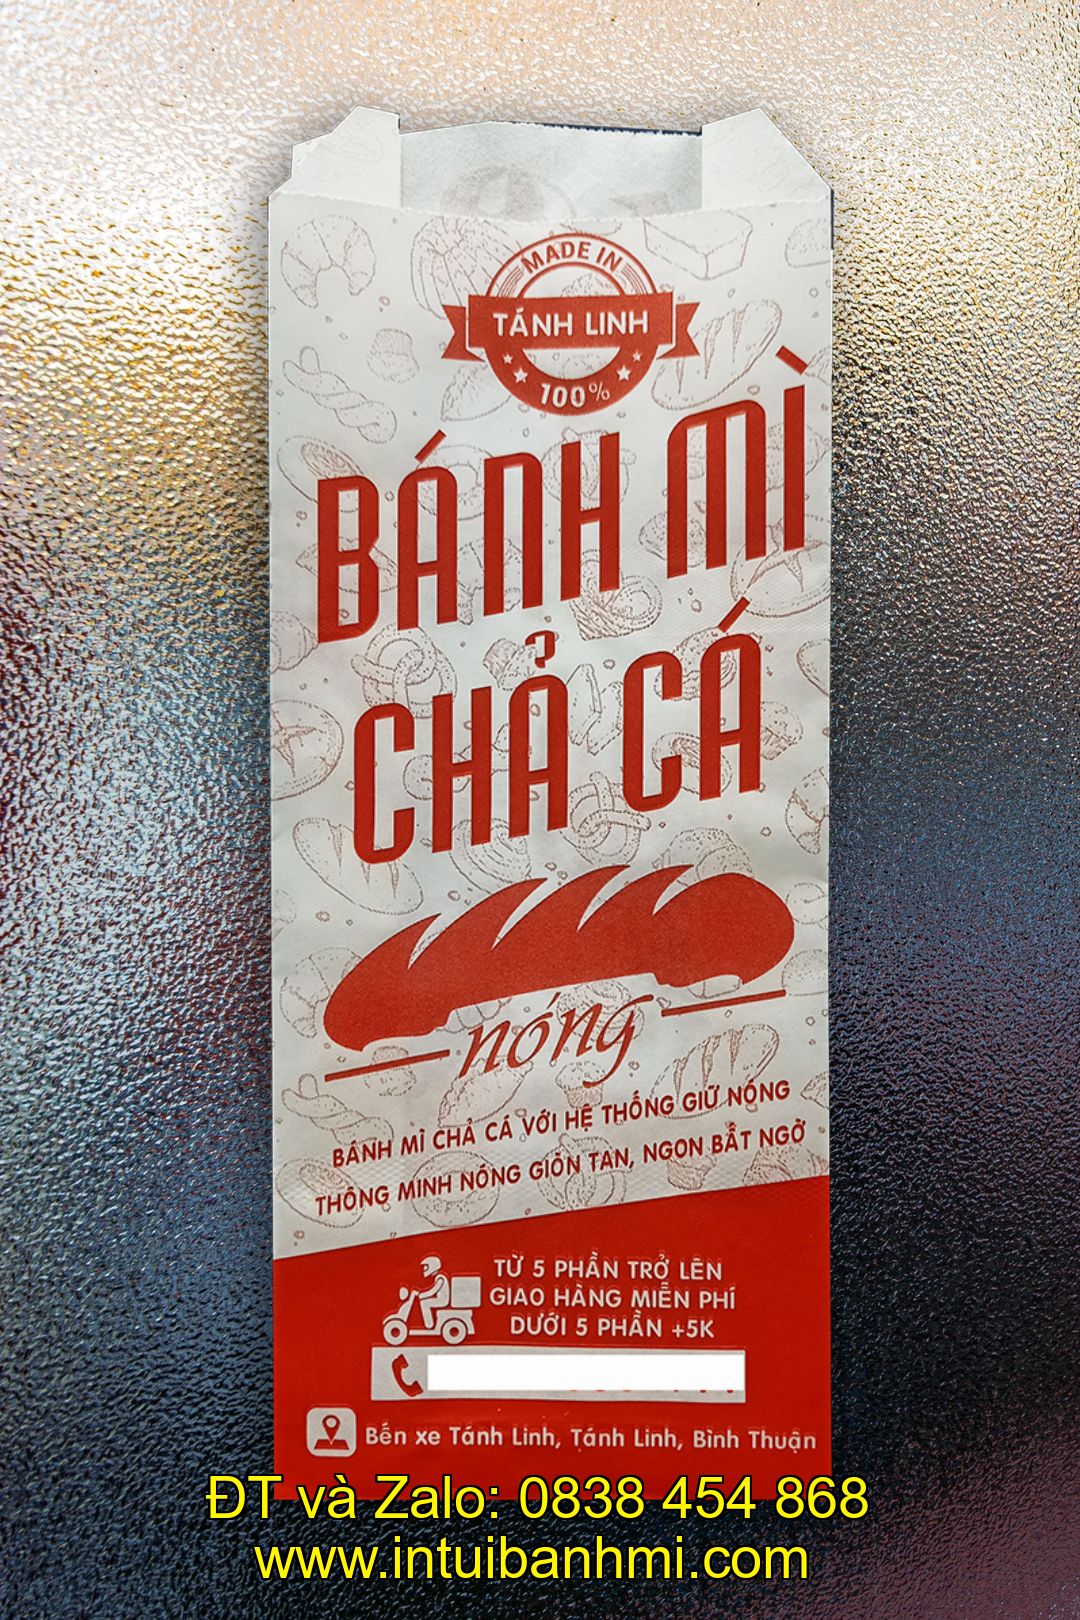 MADE IN
TÁNH LINH
100%
BÁNH MÌ
CHẢ CÁ
nóng
BÁNH MÌ CHẢ CÁ VỚI HỆ THỐNG GIỮ NÓNG
THÔNG MINH NÓNG GIÒN TAN, NGON BẤT NGỜ
TỪ 5 PHẦN TRỞ LÊN
GIAO HÀNG MIỄN PHÍ
DƯỚI 5 PHẦN +5K
Bến xe Tánh Linh, Tánh Linh, Bình Thuận
ĐT và Zalo: 0838 454 868
www.intuibanhmi.com